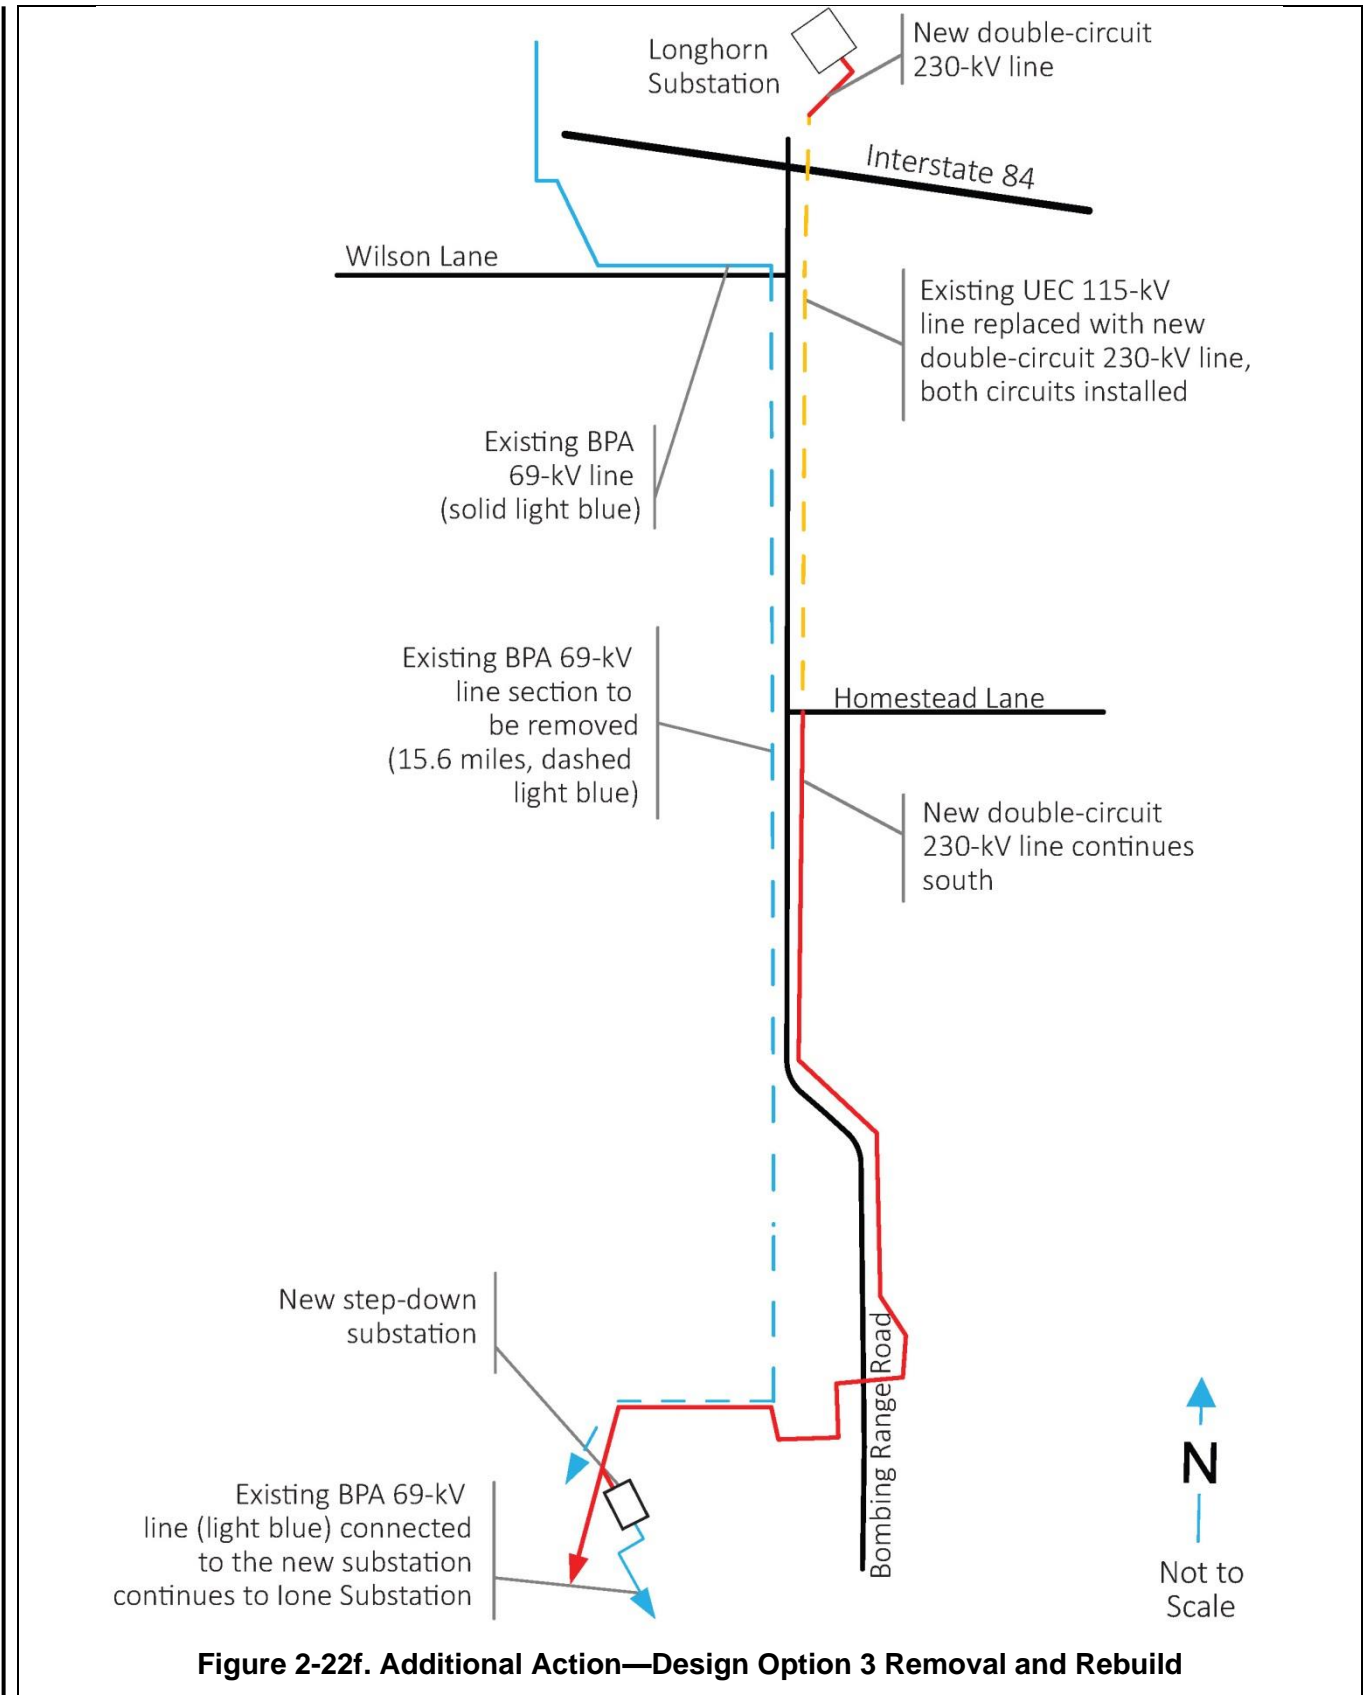 Longhorn
Substation
New double-circuit
230-kV line
Interstate 84
Wilson Lane
Existing UEC 115-kV
line replaced with new
double-circuit 230-kV line,
both circuits installed
Existing BPA
69-kV line
(solid light blue)
Existing BPA 69-kV
line section to
be removed
(15.6 miles, dashed
light blue)
Homestead Lane
New double-circuit
230-kV line continues
south
New step-down
substation
Bombing Range Road
Existing BPA 69-kV
line (light blue) connected
to the new substation
continues to Ione Substation
N
Not to
Scale
Figure 2-22f. Additional Action—Design Option 3 Removal and Rebuild